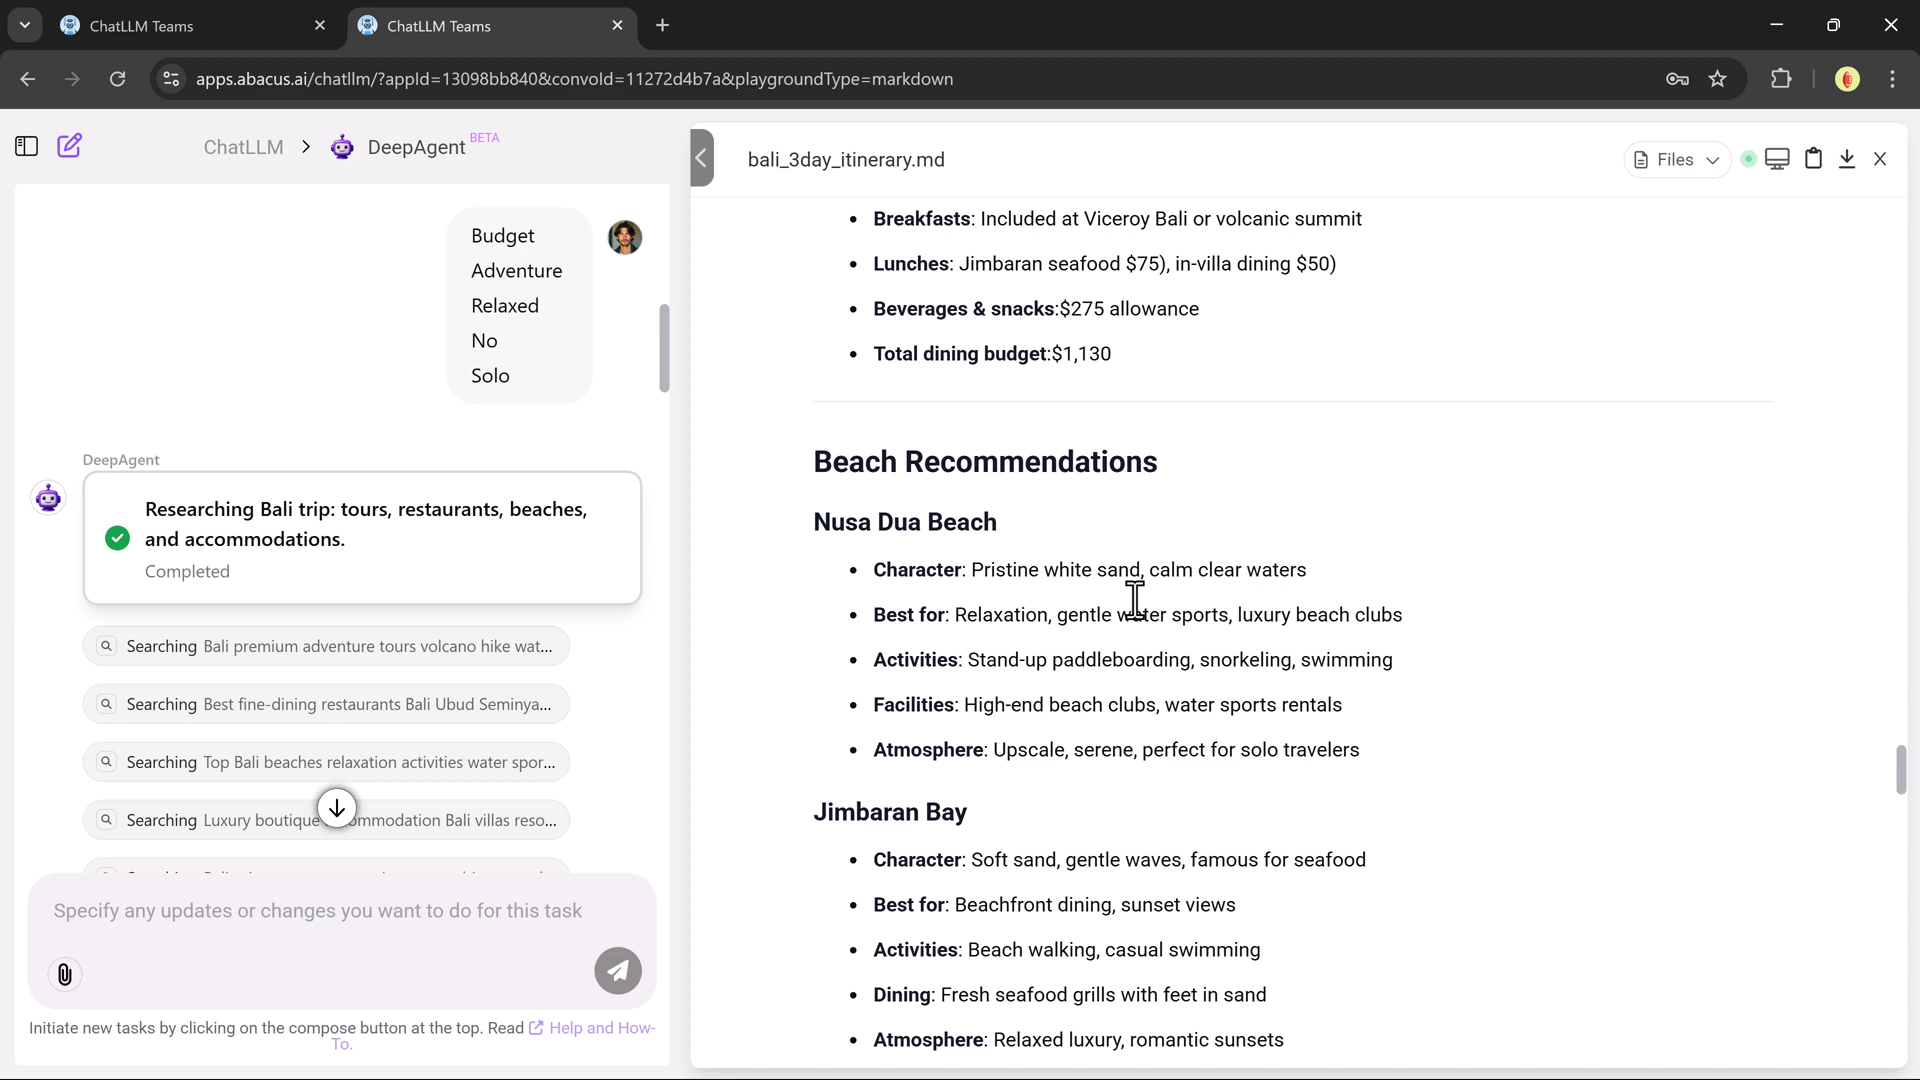 ChatLLM Teams
ChatLLM Teams
apps.abacus.ai/chatllm/?appId=13098bb840&convoId=11272d4b7a&playgroundType=markdown
ChatLLM
DeepAgent BETA
Budget
Adventure
Relaxed
No
Solo
DeepAgent
Researching Bali trip: tours, restaurants, beaches,
and accommodations.
Completed
Searching Bali premium adventure tours volcano hike wat...
Searching Best fine-dining restaurants Bali Ubud Seminya...
Searching Top Bali beaches relaxation activities water spor...
Searching Luxury boutique ommodation Bali villas reso...
Specify any updates or changes you want to do for this task
Initiate new tasks by clicking on the compose button at the top. Read Help and How-
To.
bali_3day_itinerary.md
Files
Breakfasts: Included at Viceroy Bali or volcanic summit
Lunches: Jimbaran seafood $75), in-villa dining $50)
Beverages & snacks:$275 allowance
Total dining budget:$1,130
Beach Recommendations
Nusa Dua Beach
Character: Pristine white sand, calm clear waters
Best for: Relaxation, gentle water sports, luxury beach clubs
Activities: Stand-up paddleboarding, snorkeling, swimming
Facilities: High-end beach clubs, water sports rentals
Atmosphere: Upscale, serene, perfect for solo travelers
Jimbaran Bay
Character: Soft sand, gentle waves, famous for seafood
Best for: Beachfront dining, sunset views
Activities: Beach walking, casual swimming
Dining: Fresh seafood grills with feet in sand
Atmosphere: Relaxed luxury, romantic sunsets